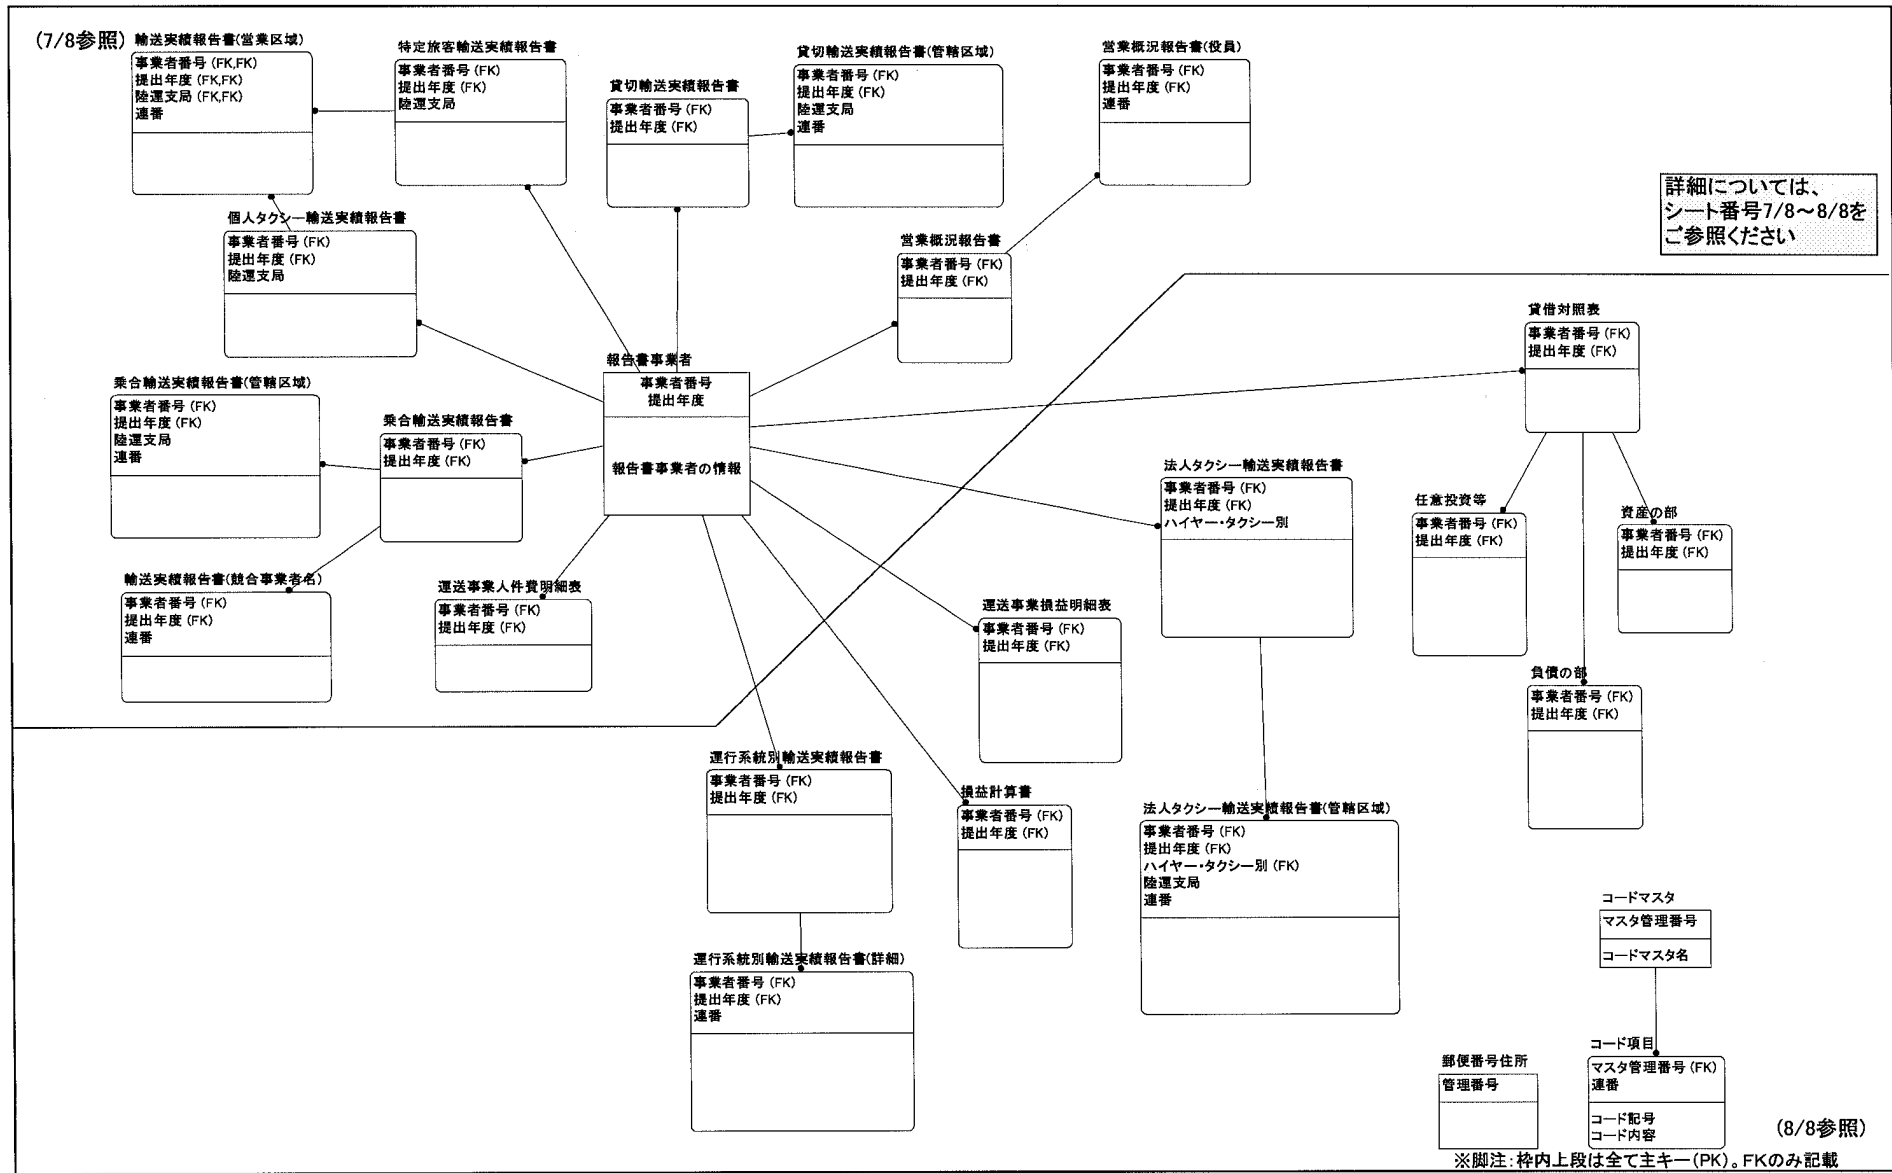 (7/8参照)
輸送実績報告書(営業区域)
事業者番号 (FK,FK)
提出年度 (FK,FK)
陸運支局 (FK,FK)
連番
特定旅客輸送実績報告書
事業者番号 (FK)
提出年度 (FK)
陸運支局
貸切輸送実績報告書
事業者番号 (FK)
提出年度 (FK)
貸切輸送実績報告書(管轄区域)
事業者番号 (FK)
提出年度 (FK)
陸運支局
連番
営業概況報告書(役員)
事業者番号 (FK)
提出年度 (FK)
連番
詳細については、
シート番号7/8～8/8を
ご参照ください
個人タクシー輸送実績報告書
事業者番号 (FK)
提出年度 (FK)
陸運支局
営業概況報告書
事業者番号 (FK)
提出年度 (FK)
貸借対照表
事業者番号 (FK)
提出年度 (FK)
報告書事業者
事業者番号
提出年度
報告書事業者の情報
乗合輸送実績報告書(管轄区域)
事業者番号 (FK)
提出年度 (FK)
陸運支局
連番
乗合輸送実績報告書
事業者番号 (FK)
提出年度 (FK)
法人タクシー輸送実績報告書
事業者番号 (FK)
提出年度 (FK)
ハイヤー・タクシー別
任意投資等
事業者番号 (FK)
提出年度 (FK)
資産の部
事業者番号 (FK)
提出年度 (FK)
輸送実績報告書(競合事業者名)
事業者番号 (FK)
提出年度 (FK)
連番
運送事業人件費明細表
事業者番号 (FK)
提出年度 (FK)
運送事業損益明細表
事業者番号 (FK)
提出年度 (FK)
負債の部
事業者番号 (FK)
提出年度 (FK)
運行系統別輸送実績報告書
事業者番号 (FK)
提出年度 (FK)
損益計算書
事業者番号 (FK)
提出年度 (FK)
法人タクシー輸送実績報告書(管轄区域)
事業者番号 (FK)
提出年度 (FK)
ハイヤー・タクシー別 (FK)
陸運支局
連番
運行系統別輸送実績報告書(詳細)
事業者番号 (FK)
提出年度 (FK)
連番
コードマスタ
マスタ管理番号
コードマスタ名
郵便番号住所
管理番号
コード項目
マスタ管理番号 (FK)
連番
コード記号
コード内容
(8/8参照)
※脚注:枠内上段は全て主キー(PK)。FKのみ記載